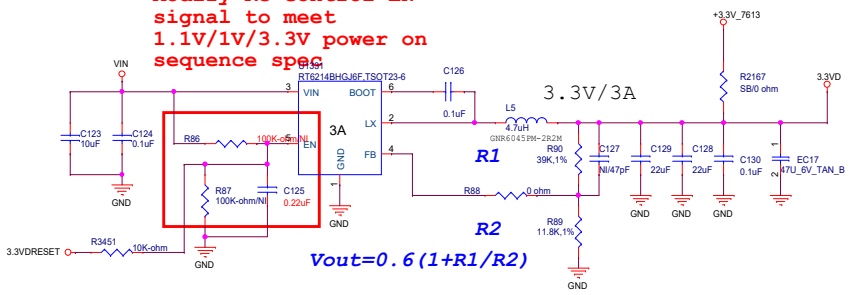 signal to meet
1.1V/1V/3.3V power on
sequence spec
+3.3V_7613
VIN
RT6214BHGJ6F,TSOT23-6
C126
R2167
SB/0 ohm
3.3VD
3
VIN
BOOT
6
0.1uF
L5
3.3V/3A
C123
10uF
C124
0.1uF
R86
100K-ohm/NI
5
EN
3A
LX
2
4.7uH
GNR6045PM-2R2M
GND
FB
4
R1
R90
39K,1%
C127
NI/47pF
C129
22uF
C128
22uF
C130
0.1uF
1
EC17
47U_6V_TAN_B
2
GND
R87
100K-ohm/NI
C125
0.22uF
1
GND
R88
0 ohm
GND
GND
GND
GND
R2
R89
11.8K,1%
3.3VDRESET
R3451
10K-ohm
GND
Vout=0.6(1+R1/R2)
GND